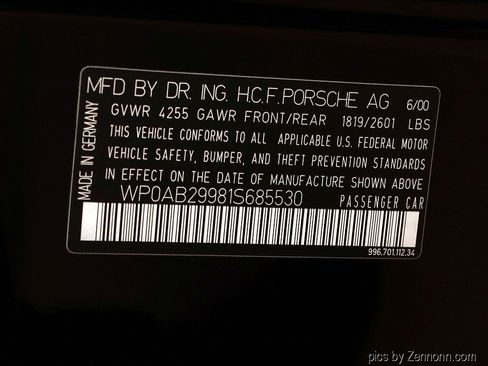 MFD BY DR. ING. H.C.F. PORSCHE AG 6/00
GVWR 4255 GAWR FRONT/REAR 1819/2601 LBS
THIS VEHICLE CONFORMS TO ALL APPLICABLE U.S. FEDERAL MOTOR
VEHICLE SAFETY, BUMPER, AND THEFT PREVENTION STANDARDS
IN EFFECT ON THE DATE OF MANUFACTURE SHOWN ABOVE
WP0AB29981S685530 PASSENGER CAR
MADE IN GERMANY
996.701.112.34
pics by Zennonn.com